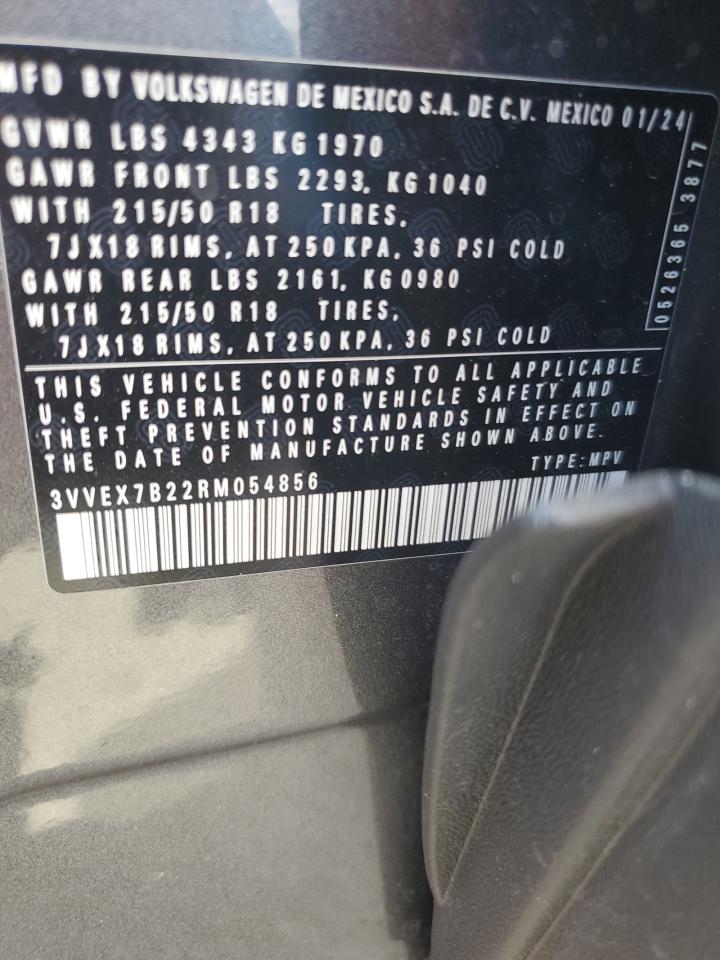 MFD BY VOLKSWAGEN DE MEXICO S.A. DE C.V. MEXICO 01/24
GVWR LBS 4343 KG 1970
GAWR FRONT LBS 2293, KG 1040
WITH 215/50 R18 TIRES,
7JX18 RIMS, AT 250 KPA, 36 PSI COLD
GAWR REAR LBS 2161, KG 0980
WITH 215/50 R18 TIRES,
7JX18 RIMS, AT 250 KPA, 36 PSI COLD
0526365 3877
THIS VEHICLE CONFORMS TO ALL APPLICABLE
U.S. FEDERAL MOTOR VEHICLE SAFETY AND
THEFT PREVENTION STANDARDS IN EFFECT ON
THE DATE OF MANUFACTURE SHOWN ABOVE.
TYPE: MPV
3VVEX7B22RM054856